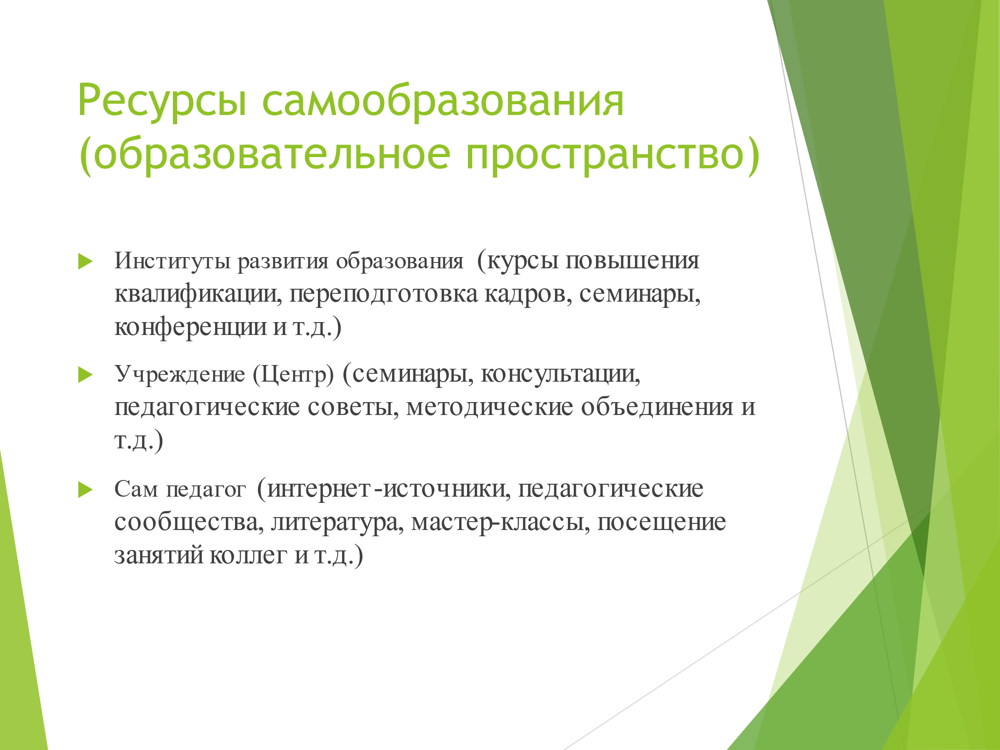 Ресурсы самообразования
(образовательное пространство)
Институты развития образования (курсы повышения
квалификации, переподготовка кадров, семинары,
конференции и т.д.)
Учреждение (Центр) (семинары, консультации,
педагогические советы, методические объединения и
т.д.)
Сам педагог (интернет-источники, педагогические
сообщества, литература, мастер-классы, посещение
занятий коллег и т.д.)